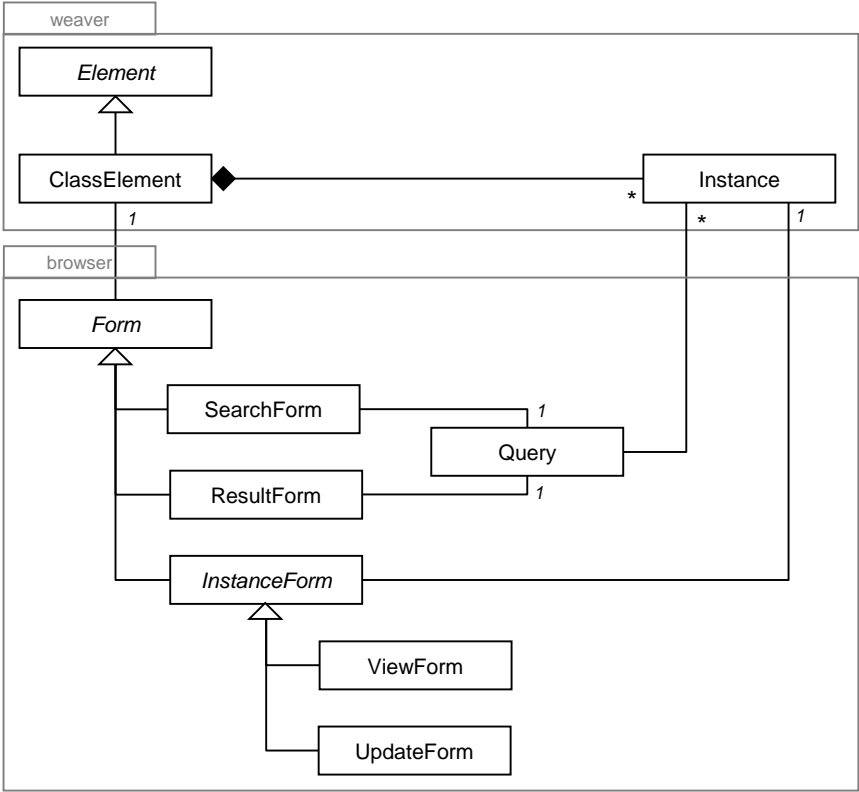 weaver
Element
ClassElement
Instance
*
1
*
1
browser
Form
SearchForm
1
Query
ResultForm
1
InstanceForm
ViewForm
UpdateForm